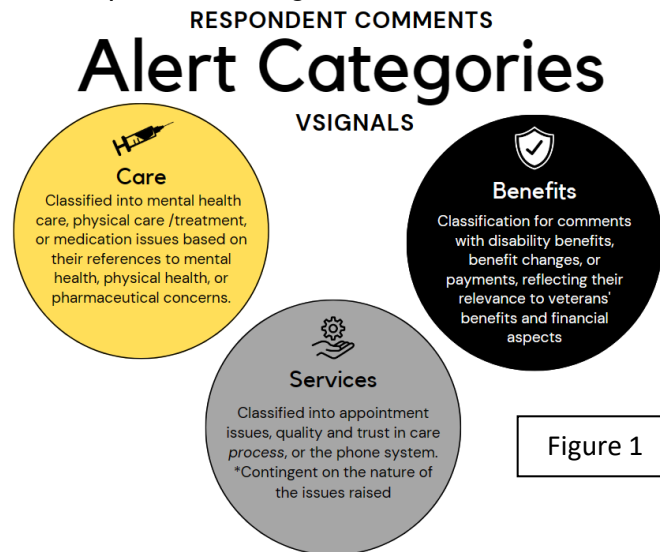 RESPONDENT COMMENTS
Alert Categories
VSIGNALS
Care
Classified into mental health
care, physical care /treatment,
or medication issues based on
their references to mental
health, physical health, or
pharmaceutical concerns.
Benefits
Classification for comments
with disability benefits,
benefit changes, or
payments, reflecting their
relevance to veterans'
benefits and financial
aspects
Services
Classified into appointment
issues, quality and trust in care
process, or the phone system.
*Contingent on the nature of
the issues raised
Figure 1